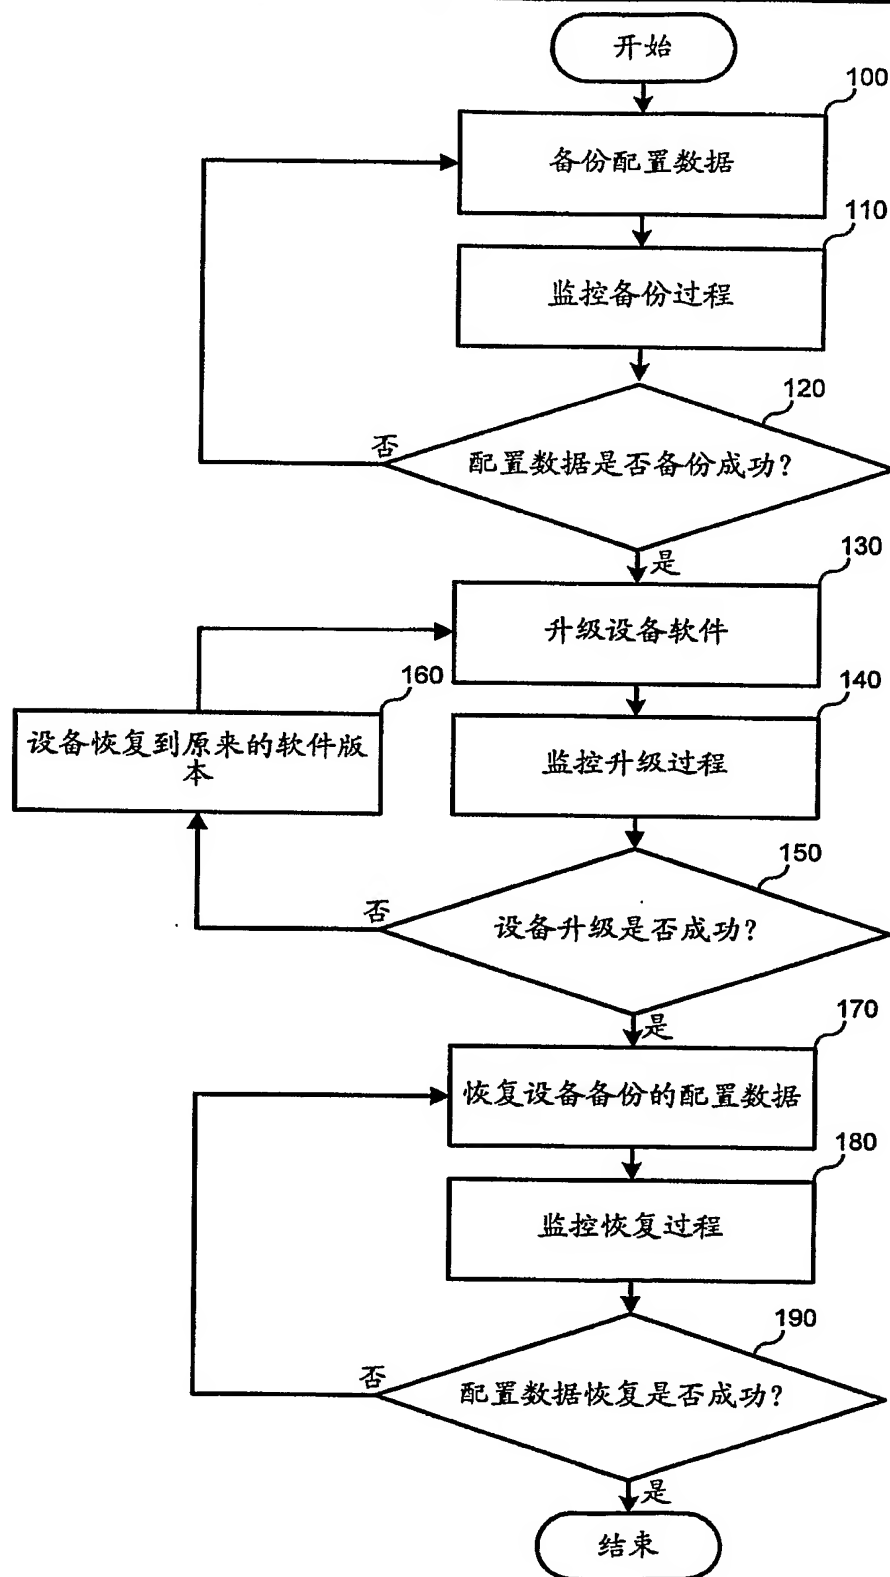 开始
100
备份配置数据
110
监控备份过程
120
否
配置数据是否备份成功?
是
130
升级设备软件
160
设备恢复到原来的软件版
本
140
监控升级过程
150
否
设备升级是否成功?
是
170
恢复设备备份的配置数据
180
监控恢复过程
190
否
配置数据恢复是否成功?
是
结束